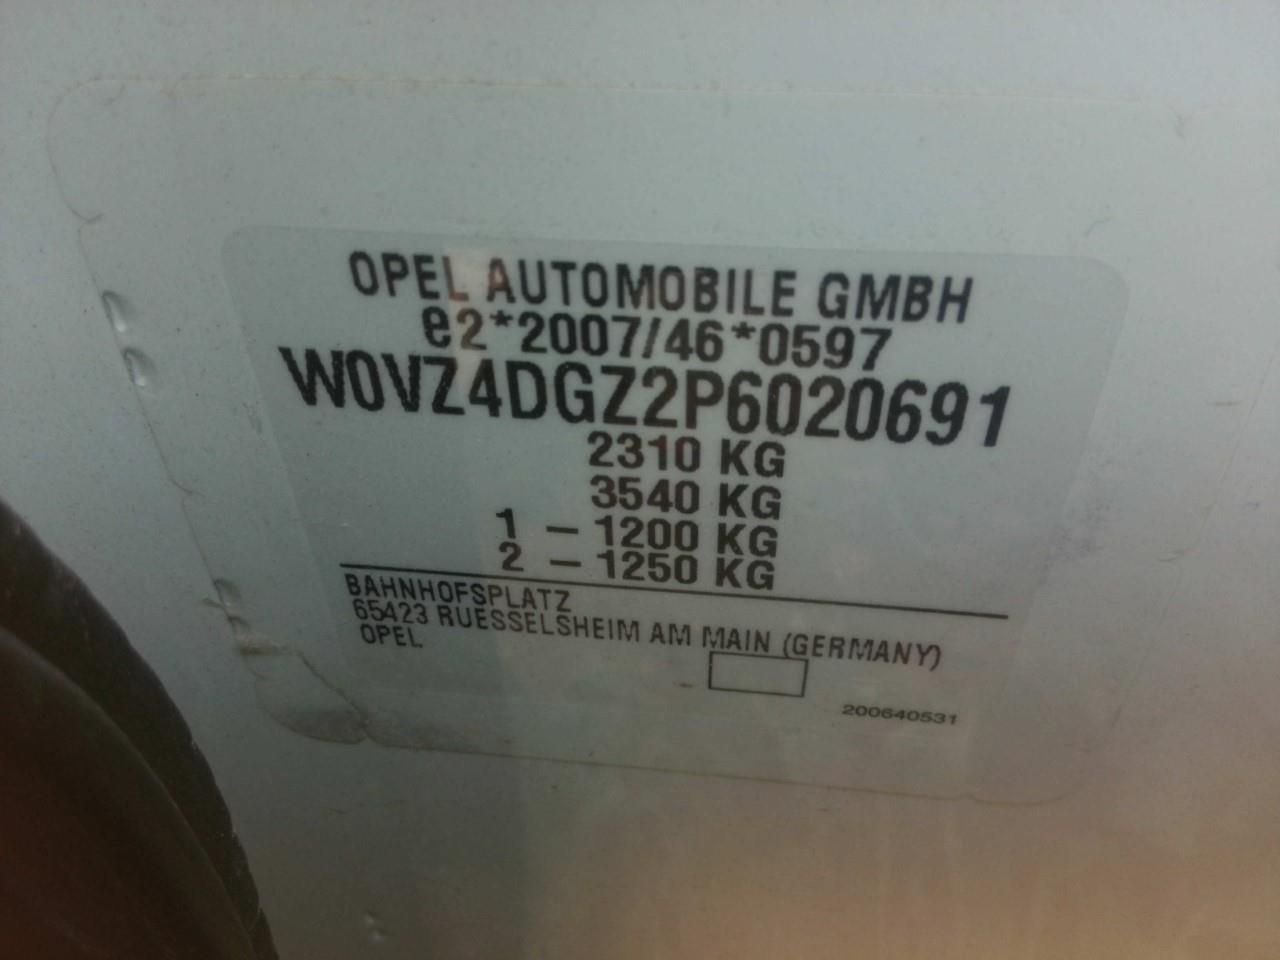 OPEL AUTOMOBILE GMBH
e2*2007/46*0597
W0VZ4DGZ2P6020691
2310 KG
3540 KG
1 - 1200 KG
2 - 1250 KG
BAHNHOFSPLATZ
65423 RUESSELSHEIM AM MAIN (GERMANY)
OPEL
200640531